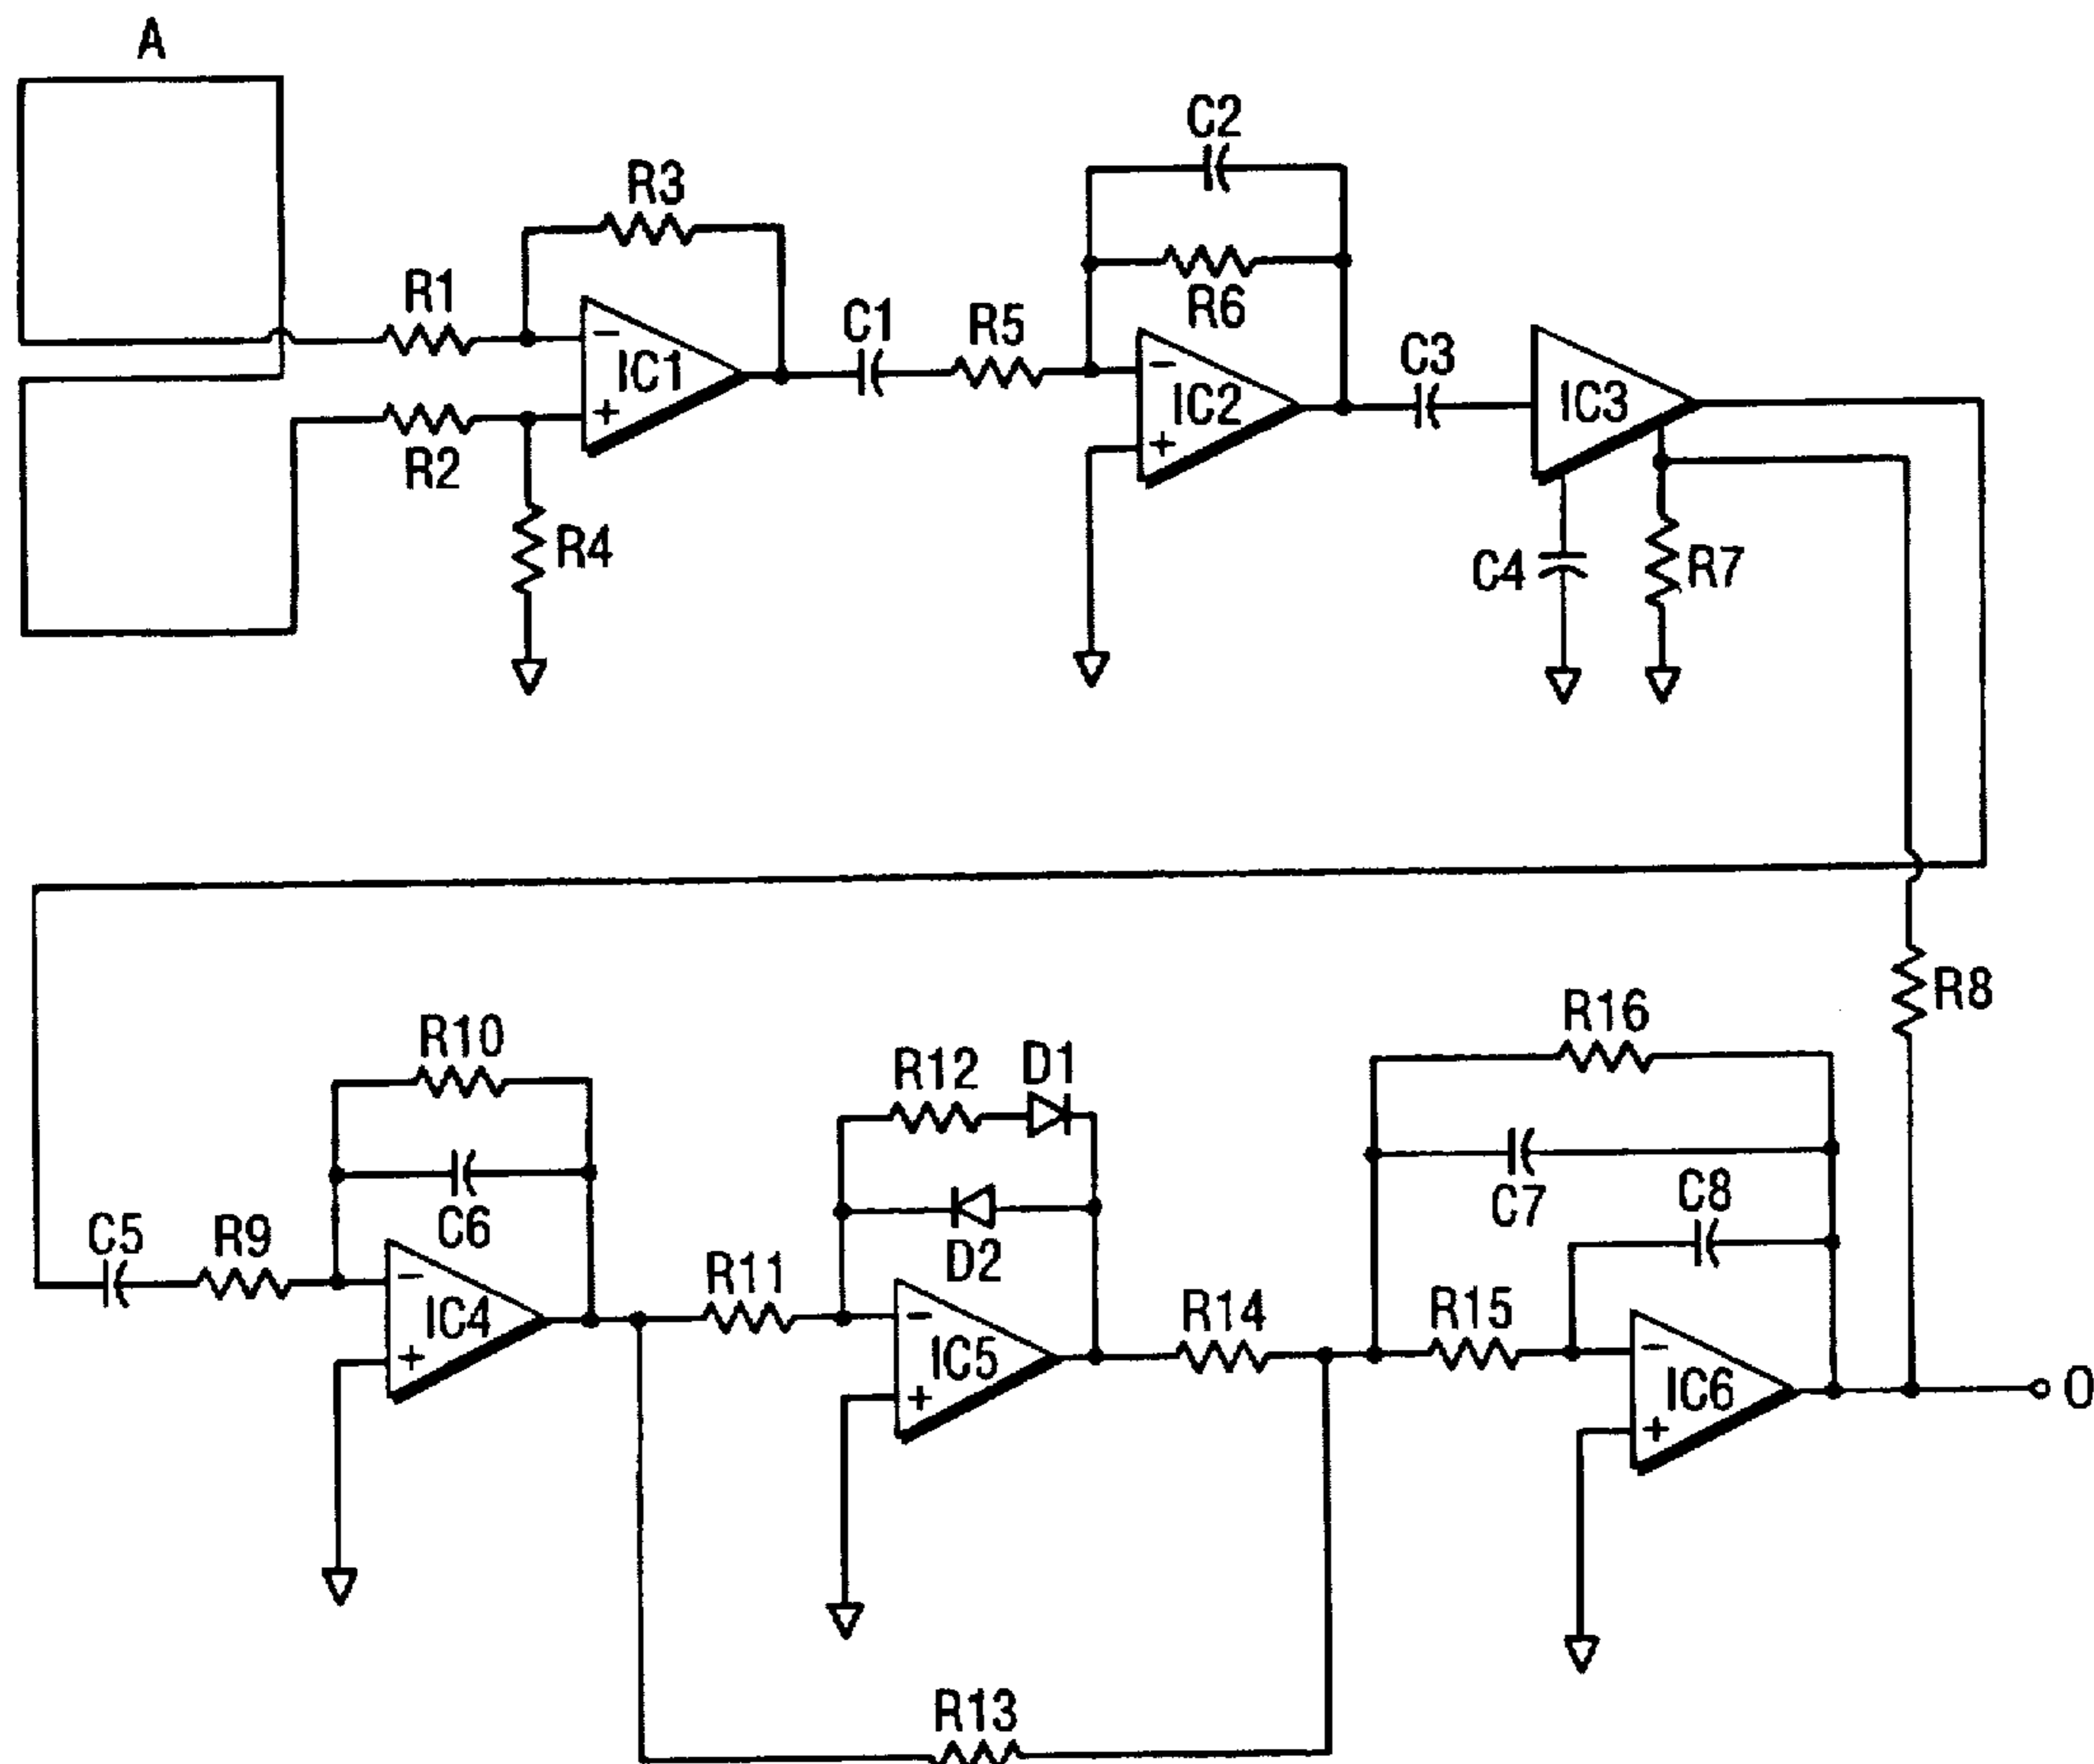 A
C2
R3
R6
R1
C1
R5
C3
−
IC1
+
−
IC2
+
IC3
R2
R4
C4
R7
R8
R10
R12
D1
R16
C6
C7
C8
C5
R9
D2
−
IC4
+
R11
−
IC5
+
R14
R15
−
IC6
+
O
R13